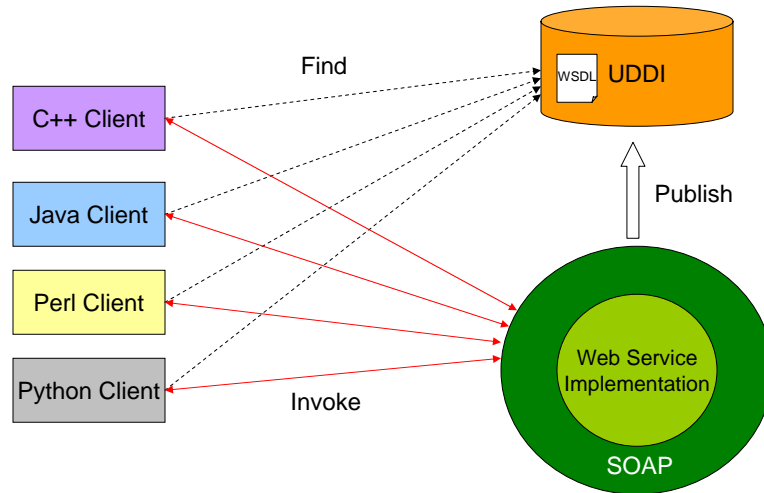 Find
WSDL
UDDI
C++ Client
Java Client
Publish
Perl Client
Python Client
Web Service
Implementation
Invoke
SOAP